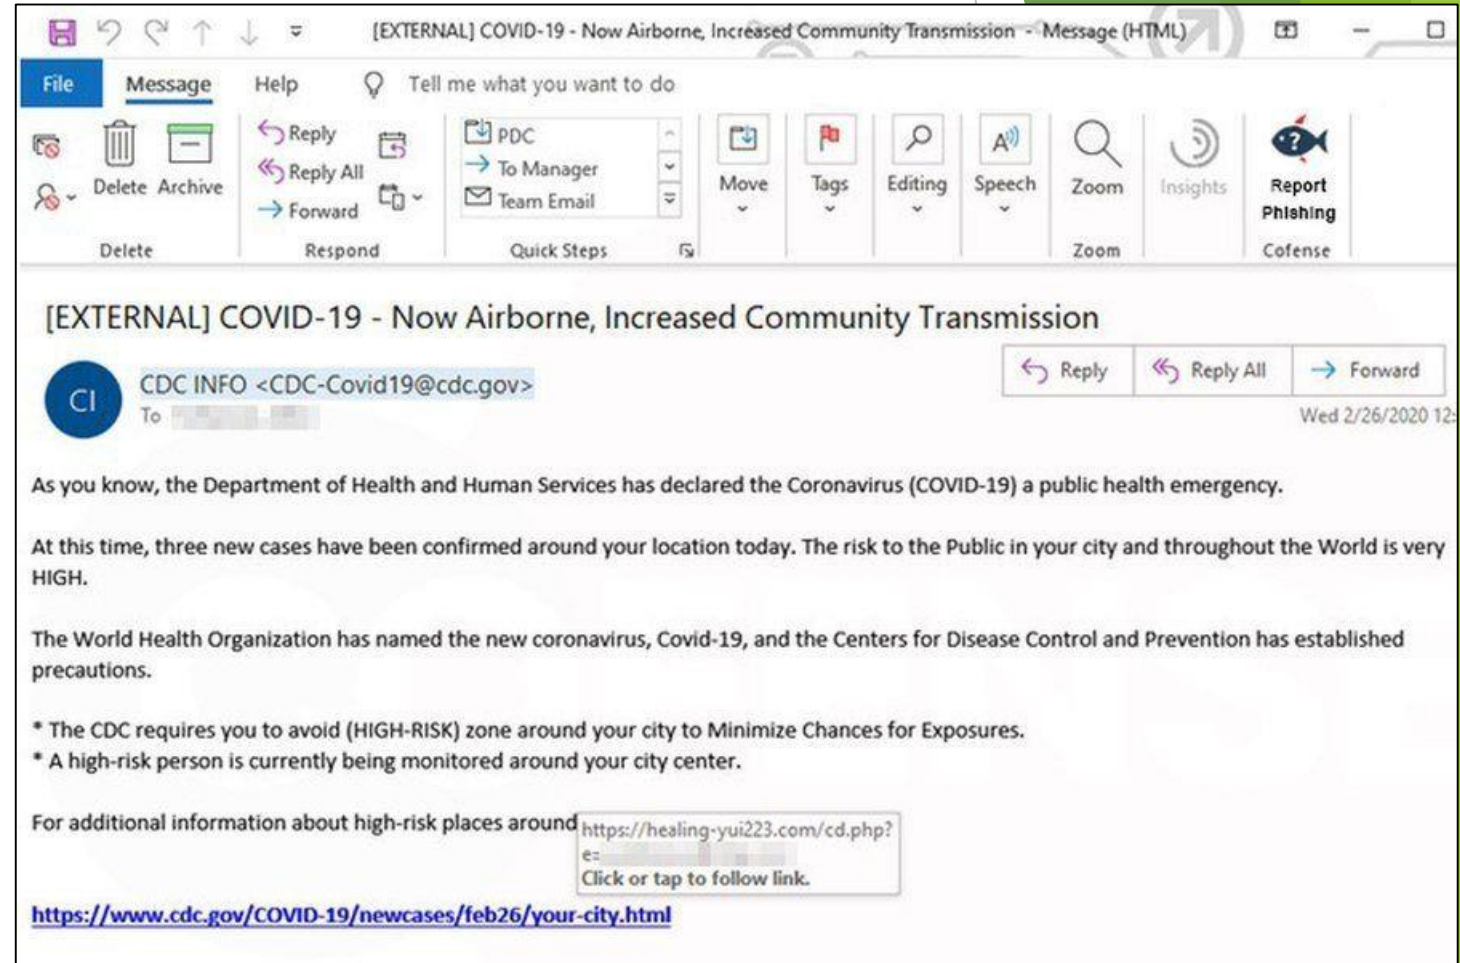 [EXTERNAL] COVID-19 - Now Airborne, Increased Community Transmission - Message (HTML)
File Message Help Tell me what you want to do
Delete Archive
Reply
Reply All
Forward
PDC
To Manager
Team Email
Move Tags Editing Speech Zoom Insights Report
Phishing
Delete Respond Quick Steps Zoom Cofense
[EXTERNAL] COVID-19 - Now Airborne, Increased Community Transmission
CI
CDC INFO <CDC-Covid19@cdc.gov>
To
Reply Reply All Forward
Wed 2/26/2020 12:
As you know, the Department of Health and Human Services has declared the Coronavirus (COVID-19) a public health emergency.
At this time, three new cases have been confirmed around your location today. The risk to the Public in your city and throughout the World is very
HIGH.
The World Health Organization has named the new coronavirus, Covid-19, and the Centers for Disease Control and Prevention has established
precautions.
* The CDC requires you to avoid (HIGH-RISK) zone around your city to Minimize Chances for Exposures.
* A high-risk person is currently being monitored around your city center.
For additional information about high-risk places around
https://healing-yui223.com/cd.php?
e=
Click or tap to follow link.
https://www.cdc.gov/COVID-19/newcases/feb26/your-city.html